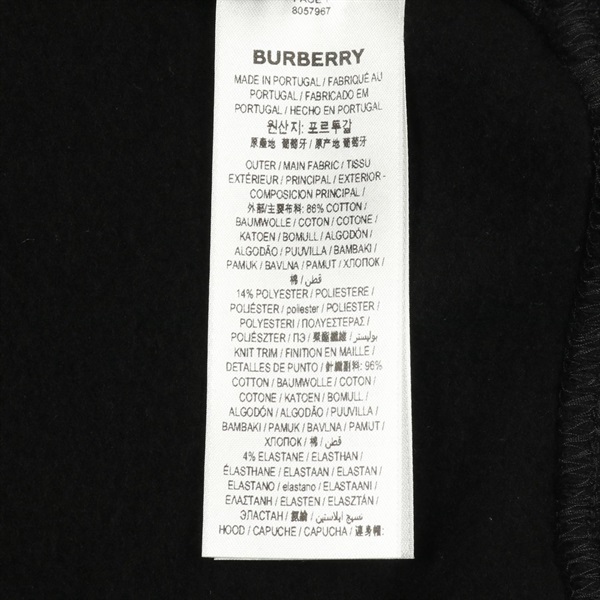 8057967
BURBERRY
MADE IN PORTUGAL / FABRIQUÉ AU
PORTUGAL / FABRICADO EM
PORTUGAL / HECHO EN PORTUGAL
원산지: 포르투갈
原產地 葡萄牙 / 原产地 葡萄牙
OUTER / MAIN FABRIC / TISSU
EXTÉRIEUR / PRINCIPAL / EXTERIOR -
COMPOSICIÓN PRINCIPAL /
外部/主要布料: 86% COTTON /
BAUMWOLLE / COTON / COTONE /
KATOEN / BOMULL / ALGODÓN /
ALGODÃO / PUUVILLA / BAMBAKI /
PAMUK / BAVLNA / PAMUT / ХЛОПОК /
棉 / قطن
14% POLYESTER / POLIESTERE /
POLIÉSTER / poliester / POLIESTER /
POLYESTERI / ΠΟΛΥΕΣΤΕΡΑΣ /
POLIÉSZTER / ПЭ / 聚酯纖維 / بوليستر
KNIT TRIM / FINITION EN MAILLE /
DETALLES DE PUNTO / 針織副料: 96%
COTTON / BAUMWOLLE / COTON /
COTONE / KATOEN / BOMULL /
ALGODÓN / ALGODÃO / PUUVILLA /
BAMBAKI / PAMUK / BAVLNA / PAMUT /
ХЛОПОК / 棉 / قطن
4% ELASTANE / ELASTHAN /
ÉLASTHANE / ELASTAAN / ELASTAN /
ELASTANO / elastano / ELASTAANI /
ΕΛΑΣΤΑΝΗ / ELASTEN / ELASZTÁN /
ЭЛАСТАН / 氨綸 / نسيج إيلاستين
HOOD / CAPUCHE / CAPUCHA / 連身帽: